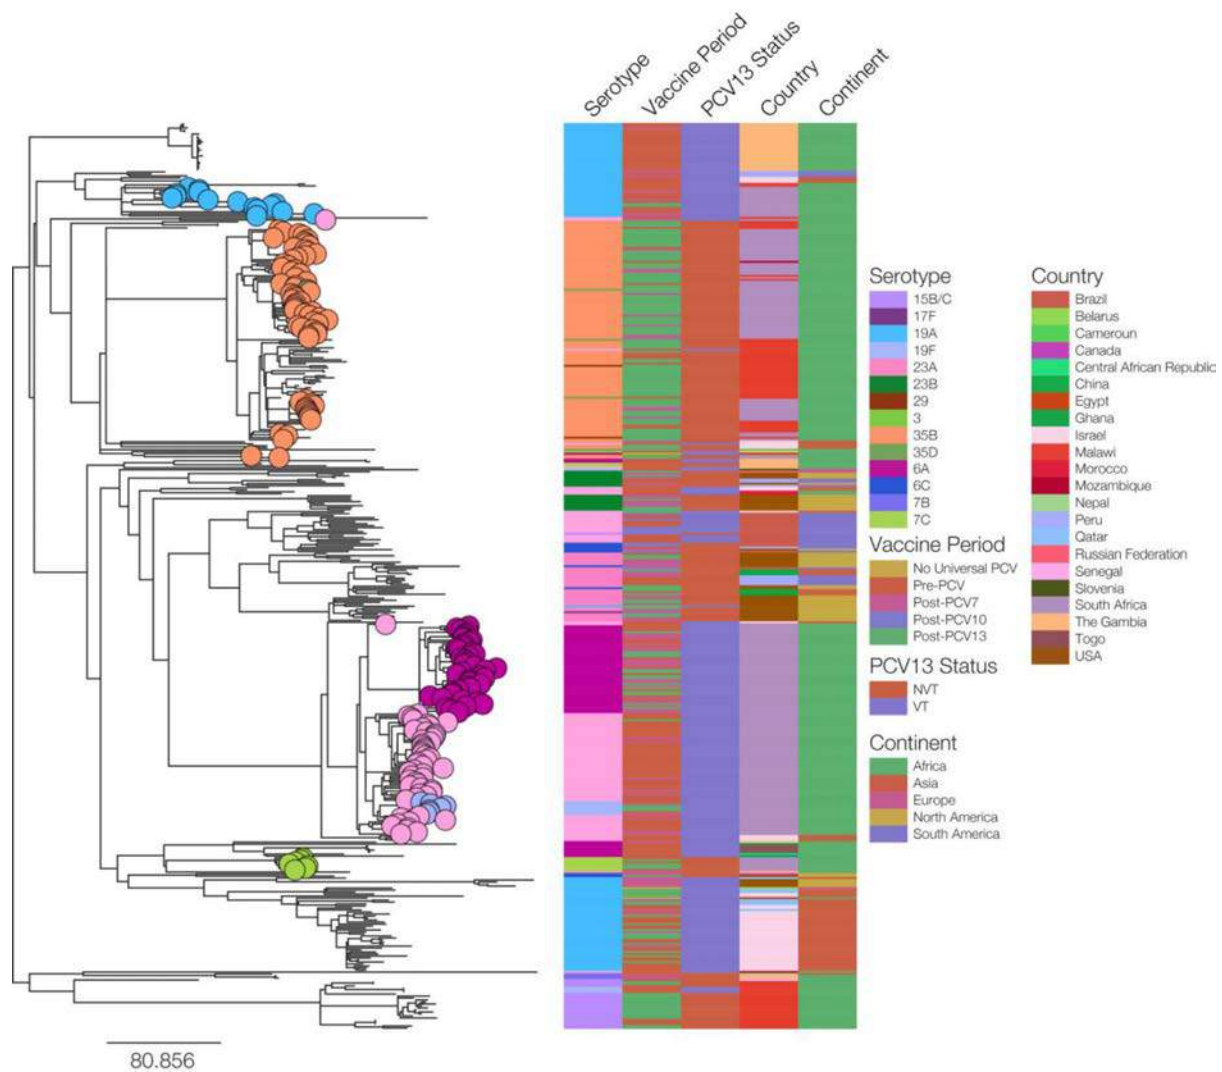 Serotype
Vaccine Period
PCV13 Status
Country
Continent
Serotype
15B/C
17F
19A
19F
23A
23B
29
3
35B
35D
6A
6C
7B
7C
Vaccine Period
No Universal PCV
Pre-PCV
Post-PCV7
Post-PCV10
Post-PCV13
PCV13 Status
NVT
VT
Continent
Africa
Asia
Europe
North America
South America
Country
Brazil
Belarus
Cameroun
Canada
Central African Republic
China
Egypt
Ghana
Israel
Malawi
Morocco
Mozambique
Nepal
Peru
Qatar
Russian Federation
Senegal
Slovenia
South Africa
The Gambia
Togo
USA
80.856